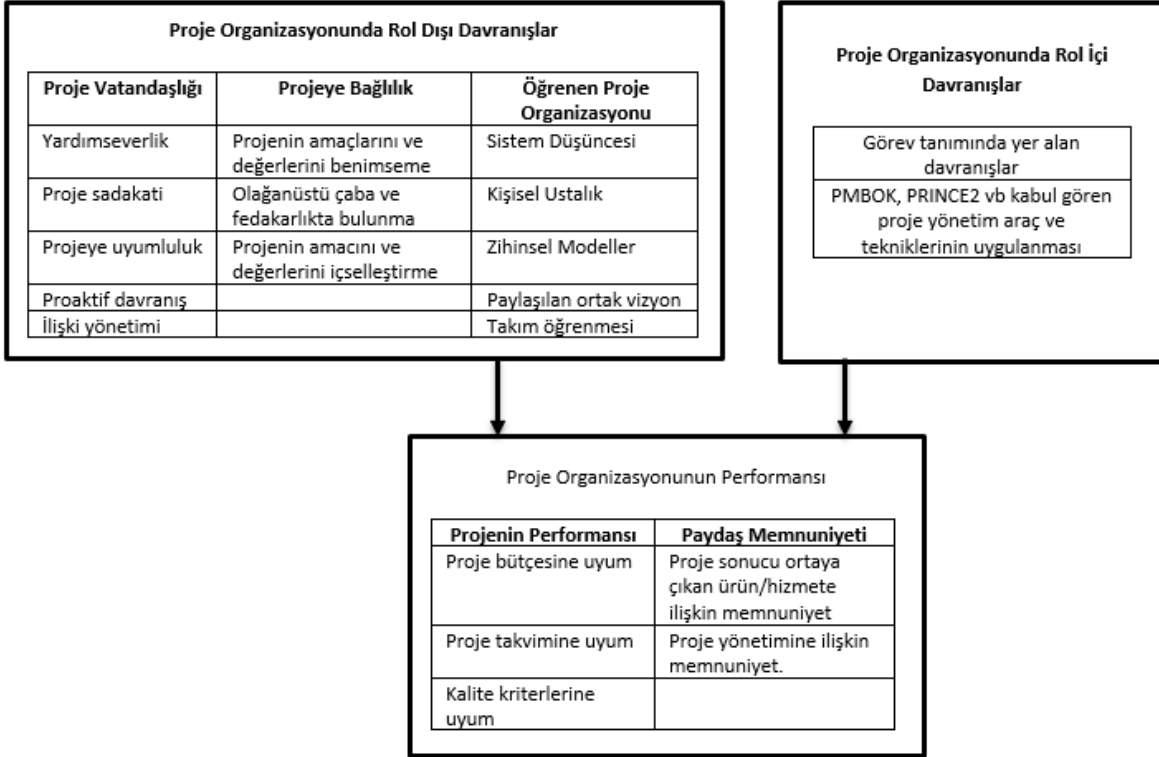 Proje Organizasyonunda Rol Dışı Davranışlar
Proje Vatandaşlığı
Projeye Bağlılık
Öğrenen Proje
Organizasyonu
Yardımseverlik
Projenin amaçlarını ve
değerlerini benimseme
Sistem Düşüncesi
Proje sadakati
Olağanüstü çaba ve
fedakarlıkta bulunma
Kişisel Ustalık
Projeye uyumluluk
Projenin amacını ve
değerlerini içselleştirme
Zihinsel Modeller
Proaktif davranış
Paylaşılan ortak vizyon
İlişki yönetimi
Takım öğrenmesi
Proje Organizasyonunda Rol İçi
Davranışlar
Görev tanımında yer alan
davranışlar
PMBOK, PRINCE2 vb kabul gören
proje yönetim araç ve
tekniklerinin uygulanması
Proje Organizasyonunun Performansı
Projenin Performansı
Paydaş Memnuniyeti
Proje bütçesine uyum
Proje sonucu ortaya
çıkan ürün/hizmete
ilişkin memnuniyet
Proje takvimine uyum
Proje yönetimine ilişkin
memnuniyet.
Kalite kriterlerine
uyum